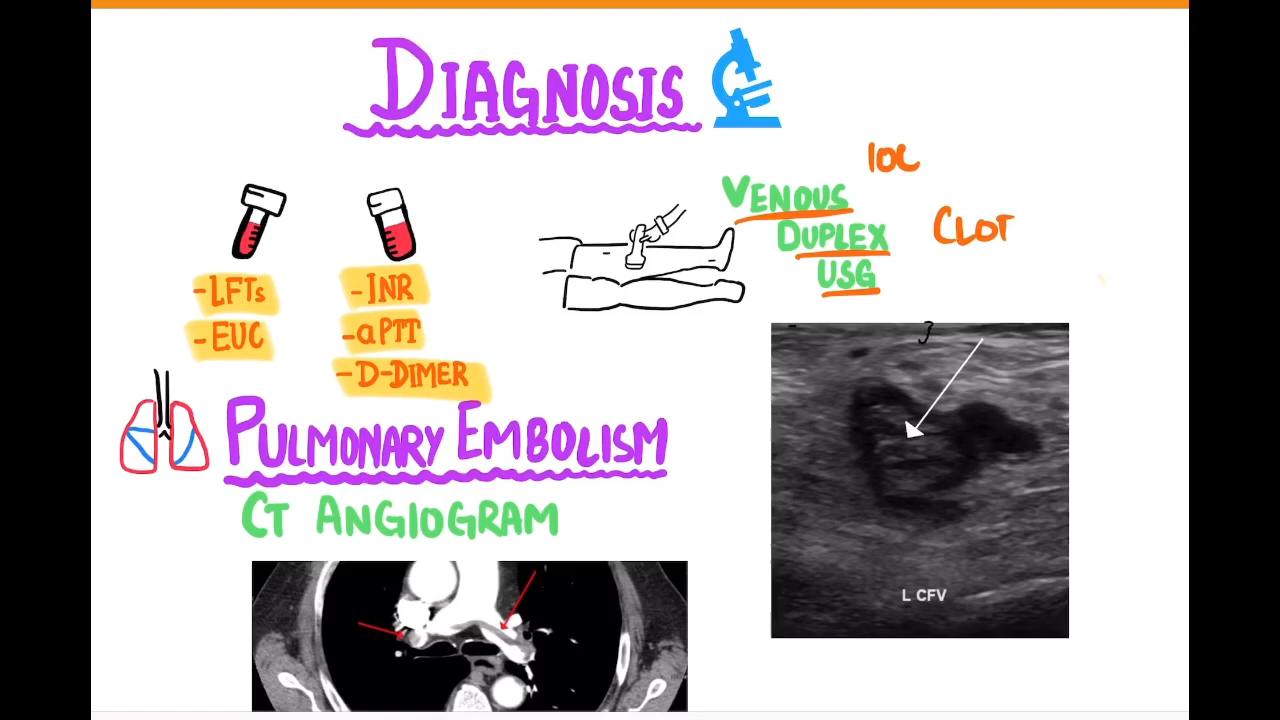 DIAGNOSIS
IOC
VENOUS
DUPLEX
USG
CLOT
-LFTs
-EUC
-INR
-aPTT
-D-DIMER
PULMONARY EMBOLISM
CT ANGIOGRAM
L CFV